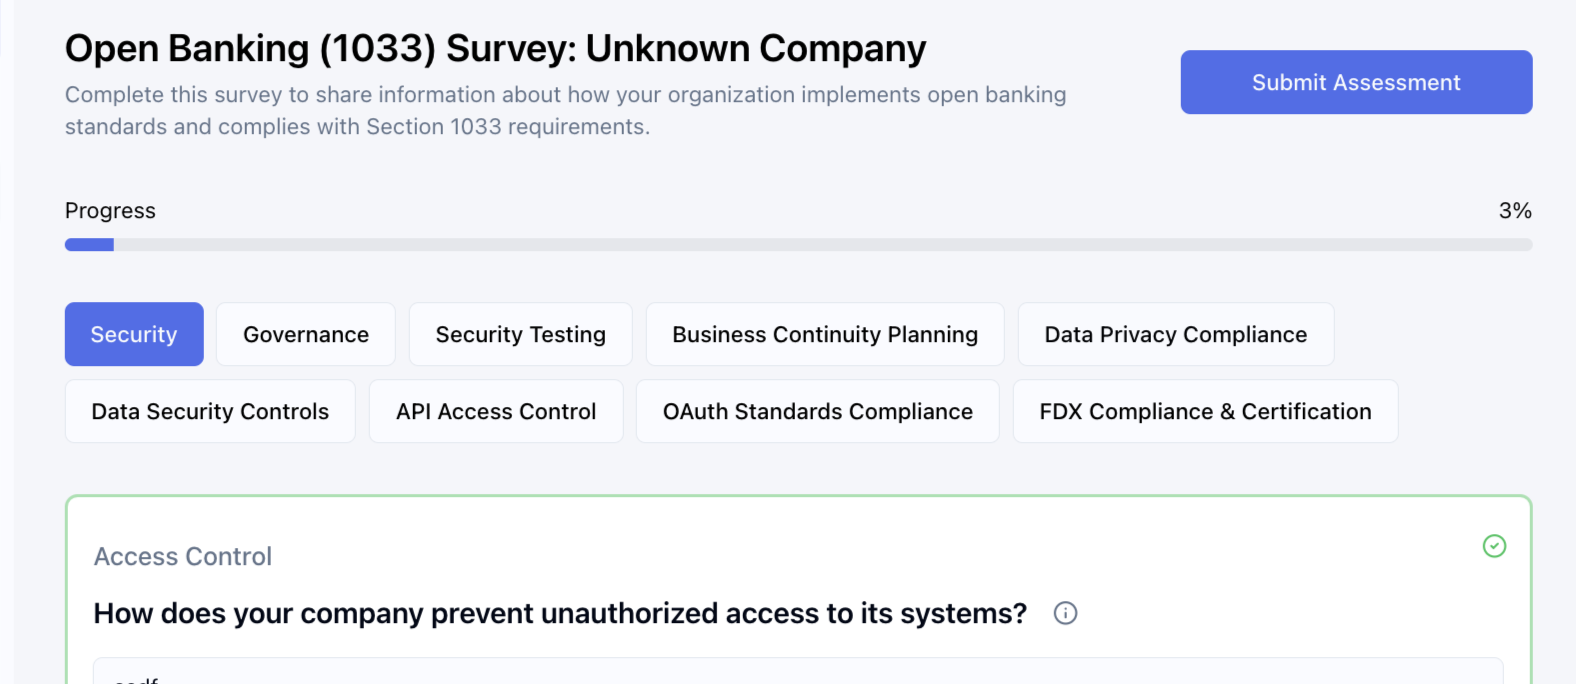 Open Banking (1033) Survey: Unknown Company
Submit Assessment
Complete this survey to share information about how your organization implements open banking
standards and complies with Section 1033 requirements.
Progress
3%
Security
Governance
Security Testing
Business Continuity Planning
Data Privacy Compliance
Data Security Controls
API Access Control
OAuth Standards Compliance
FDX Compliance & Certification
Access Control
How does your company prevent unauthorized access to its systems?